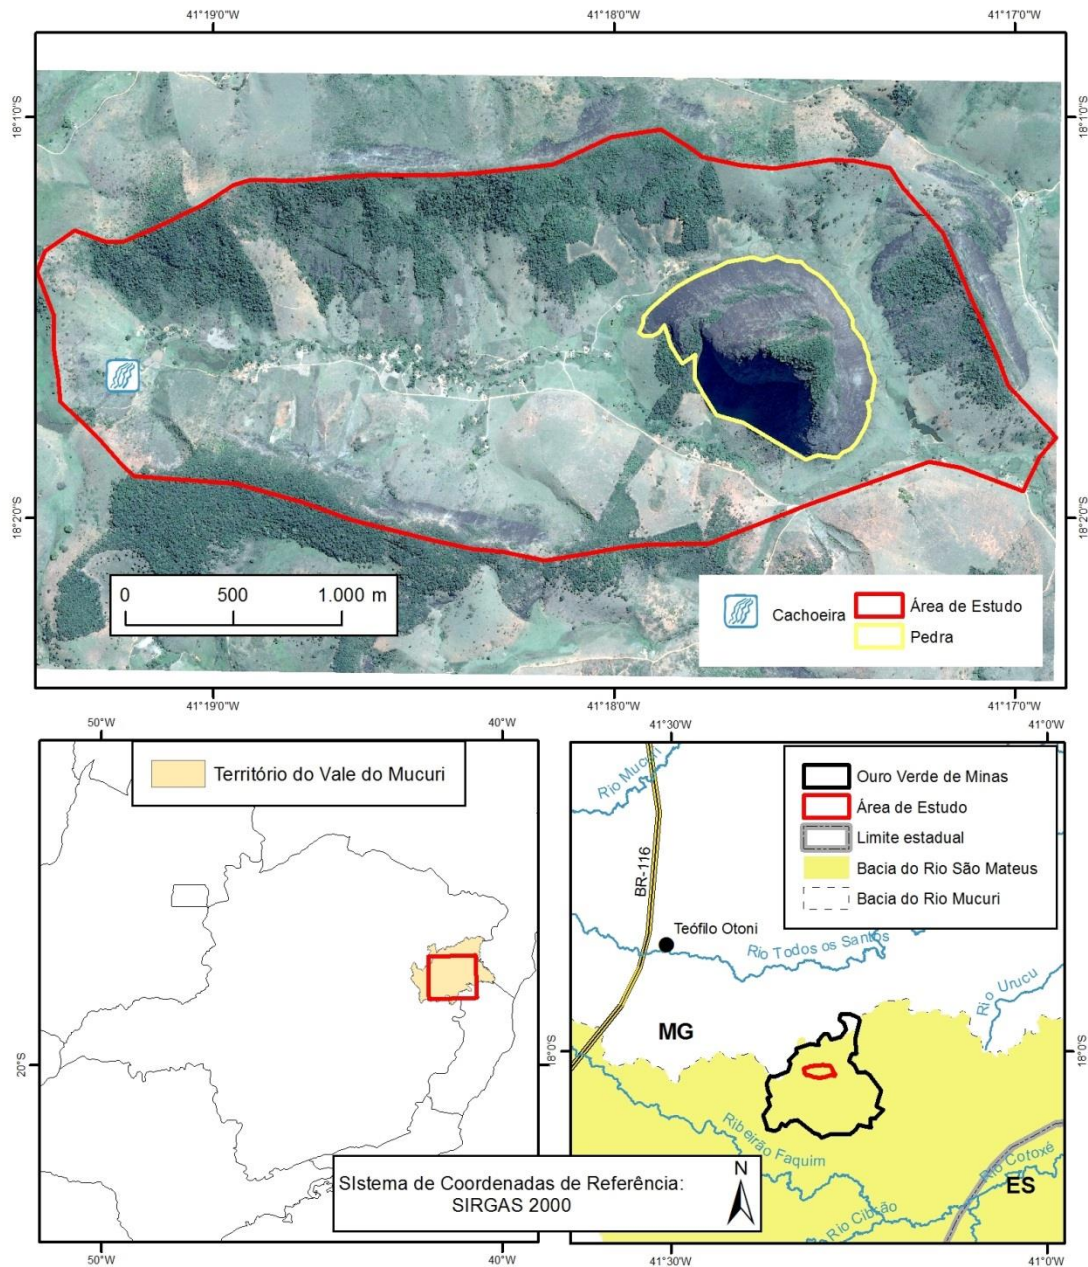 41°19'0"W
41°18'0"W
41°17'0"W
18°1'0"S
18°1'0"S
18°2'0"S
18°2'0"S
0 500 1.000 m
Cachoeira
Área de Estudo
Pedra
41°19'0"W
41°18'0"W
41°17'0"W
50°W
40°W
Território do Vale do Mucuri
20°S
50°W
40°W
41°30'W
41°0'W
Ouro Verde de Minas
Área de Estudo
Limite estadual
Bacia do Rio São Mateus
Bacia do Rio Mucuri
Rio Mucuri
BR-116
Teófilo Otoni
Rio Todos os Santos
Rio Urucu
MG
18°0'S
18°0'S
Ribeirão Faquim
Rio Cotoxé
ES
Rio Cibrão
SIstema de Coordenadas de Referência:
SIRGAS 2000
N
41°30'W
41°0'W